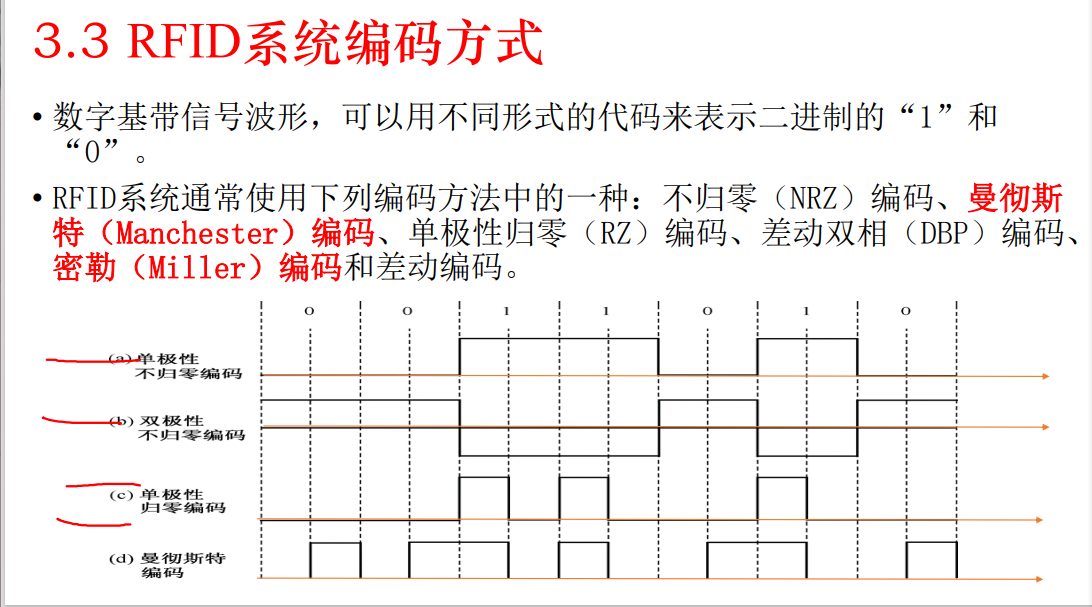 3.3 RFID系统编码方式
• 数字基带信号波形，可以用不同形式的代码来表示二进制的“1”和
“0”。
• RFID系统通常使用下列编码方法中的一种：不归零（NRZ）编码、曼彻斯
特（Manchester）编码、单极性归零（RZ）编码、差动双相（DBP）编码、
密勒（Miller）编码和差动编码。
0 0 1 1 0 1 0
(a) 单极性
不归零编码
(b) 双极性
不归零编码
(c) 单极性
归零编码
(d) 曼彻斯特
编码